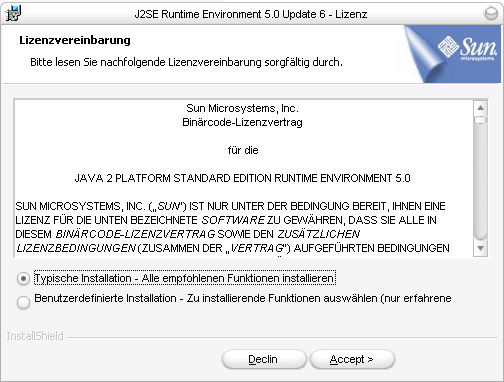 J2SE Runtime Environment 5.0 Update 6 - Lizenz
Lizenzvereinbarung
Bitte lesen Sie nachfolgende Lizenzvereinbarung sorgfältig durch.
Sun
microsystems
Sun Microsystems, Inc.
Binärcode-Lizenzvertrag
für die
JAVA 2 PLATFORM STANDARD EDITION RUNTIME ENVIRONMENT 5.0
SUN MICROSYSTEMS, INC. („SUN") IST NUR UNTER DER BEDINGUNG BEREIT, IHNEN EINE
LIZENZ FÜR DIE UNTEN BEZEICHNETE SOFTWARE ZU GEWÄHREN, DASS SIE ALLE IN
DIESEM BINÄRCODE-LIZENZVERTRAG SOWIE DEN ZUSÄTZLICHEN
LIZENZBEDINGUNGEN (ZUSAMMEN DER „VERTRAG") AUFGEFÜHRTEN BEDINGUNGEN
Typische Installation - Alle empfohlenen Funktionen installieren
Benutzerdefinierte Installation - Zu installierende Funktionen auswählen (nur erfahrene
InstallShield
Declin
Accept >